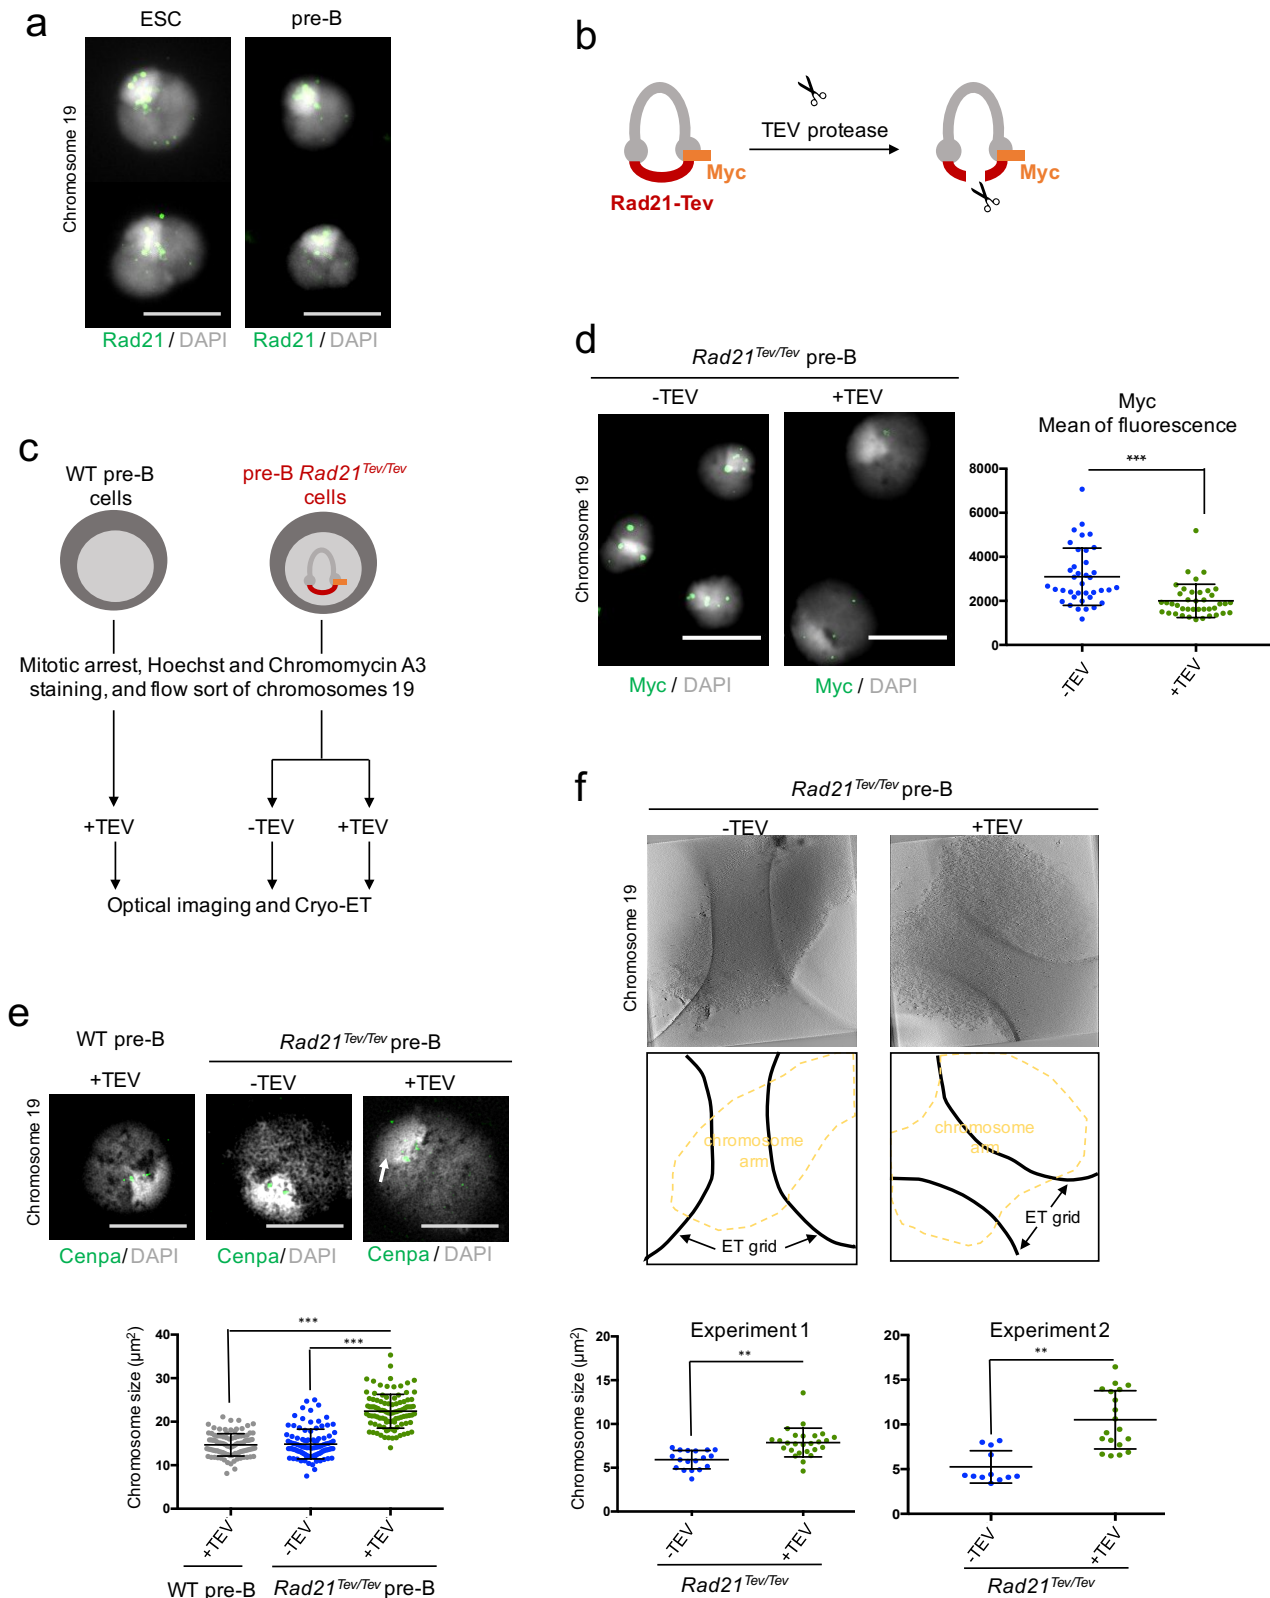 a
ESC
pre-B
Chromosome 19
Rad21 / DAPI
Rad21 / DAPI
b
TEV protease
Myc
Rad21-Tev
Myc
c
WT pre-B
cells
pre-B Rad21Tev/Tev
cells
Mitotic arrest, Hoechst and Chromomycin A3
staining, and flow sort of chromosomes 19
+TEV
-TEV
+TEV
Optical imaging and Cryo-ET
d
Rad21Tev/Tev pre-B
-TEV
+TEV
Chromosome 19
Myc / DAPI
Myc / DAPI
Myc
Mean of fluorescence
***
8000
6000
4000
2000
0
-TEV
+TEV
e
WT pre-B
Rad21Tev/Tev pre-B
+TEV
-TEV
+TEV
Chromosome 19
Cenpa/DAPI
Cenpa/DAPI
Cenpa/DAPI
Chromosome size (µm2)
***
***
40
30
20
10
0
+TEV
-TEV
+TEV
WT pre-B
Rad21Tev/Tev pre-B
f
Rad21Tev/Tev pre-B
-TEV
+TEV
Chromosome 19
chromosome
arm
ET grid
chromosome
arm
ET grid
Chromosome size (µm2)
Experiment 1
**
20
15
10
5
0
-TEV
+TEV
Rad21Tev/Tev
Experiment 2
**
20
15
10
5
0
-TEV
+TEV
Rad21Tev/Tev